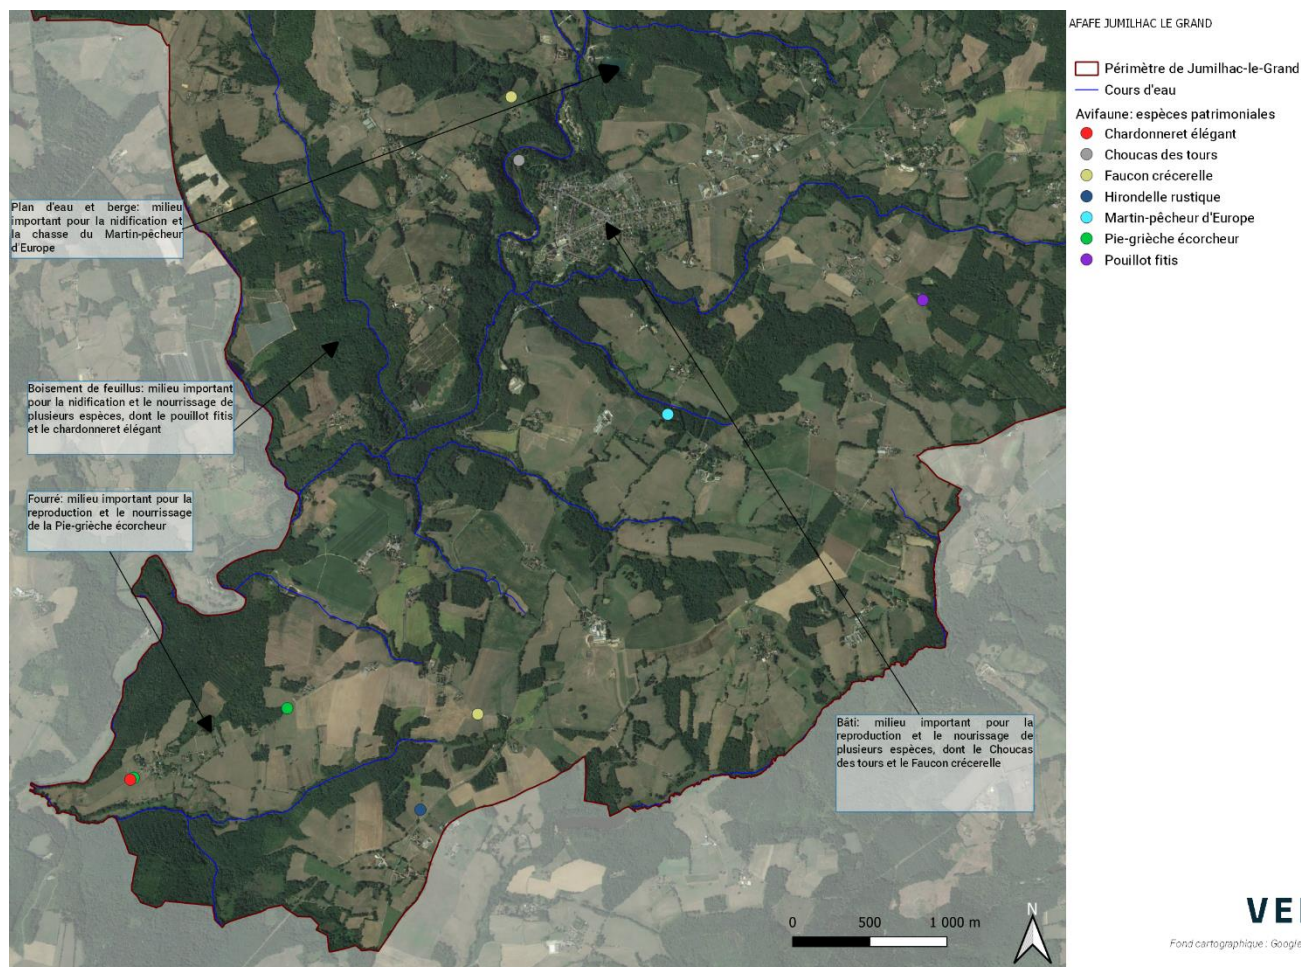 AFAFE JUMILHAC LE GRAND
Périmètre de Jumilhac-le-Grand
Cours d'eau
Avifaune: espèces patrimoniales
Chardonneret élégant
Choucas des tours
Faucon crécerelle
Hirondelle rustique
Martin-pêcheur d'Europe
Pie-grièche écorcheur
Pouillot fitis
Plan d'eau et berge: milieu
important pour la nidification et
la chasse du Martin-pêcheur
d'Europe
Boisement de feuillus: milieu important
pour la nidification et le nourrissage de
plusieurs espèces, dont le pouillot fitis
et le chardonneret élégant
Fourré: milieu important pour la
reproduction et le nourrissage
de la Pie-grièche écorcheur
Bâti: milieu important pour la
reproduction et le nourissage de
plusieurs espèces, dont le Choucas
des tours et le Faucon crécerelle
0 500 1 000 m
N
VE
Fond cartographique : Google